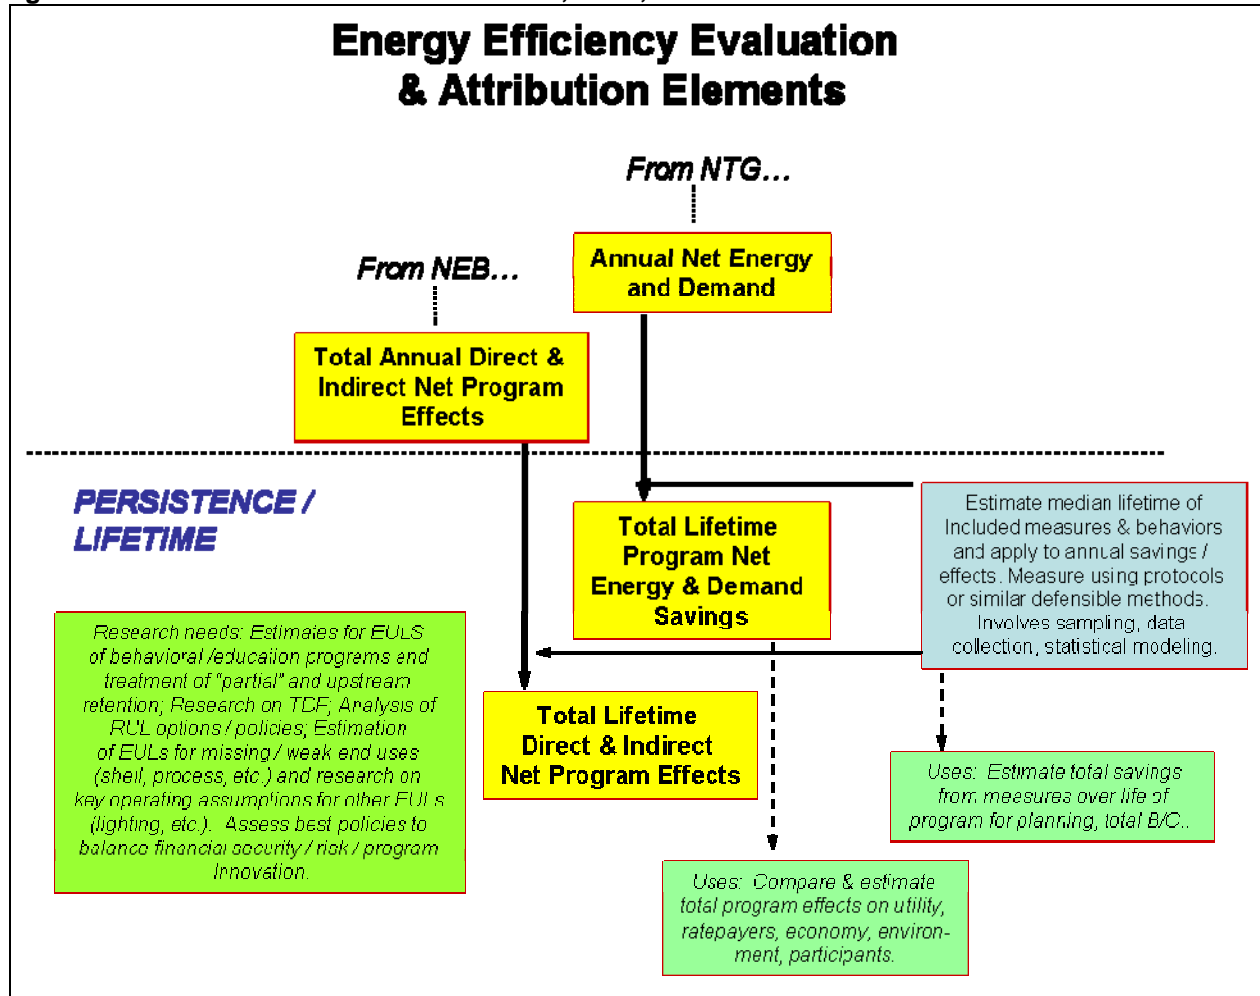 Energy Efficiency Evaluation
& Attribution Elements
From NTG...
Annual Net Energy
and Demand
From NEB...
Total Annual Direct &
Indirect Net Program
Effects
PERSISTENCE /
LIFETIME
Total Lifetime
Program Net
Energy & Demand
Savings
Estimate median lifetime of
Included measures & behaviors
and apply to annual savings /
effects. Measure using protocols
or similar defensible methods.
Involves sampling, data
collection, statistical modeling.
Research needs: Estimates for EULS
of behavioral /education programs and
treatment of "partial" and upstream
retention; Research on TDF; Analysis of
RUL options / policies; Estimation
of EULs for missing / weak end uses
(shell, process, etc.) and research on
key operating assumptions for other EULs
(lighting, etc.). Assess best policies to
balance financial security / risk / program
Innovation.
Total Lifetime
Direct & Indirect
Net Program Effects
Uses: Estimate total savings
from measures over life of
program for planning, total B/C..
Uses: Compare & estimate
total program effects on utility,
ratepayers, economy, environ-
ment, participants.